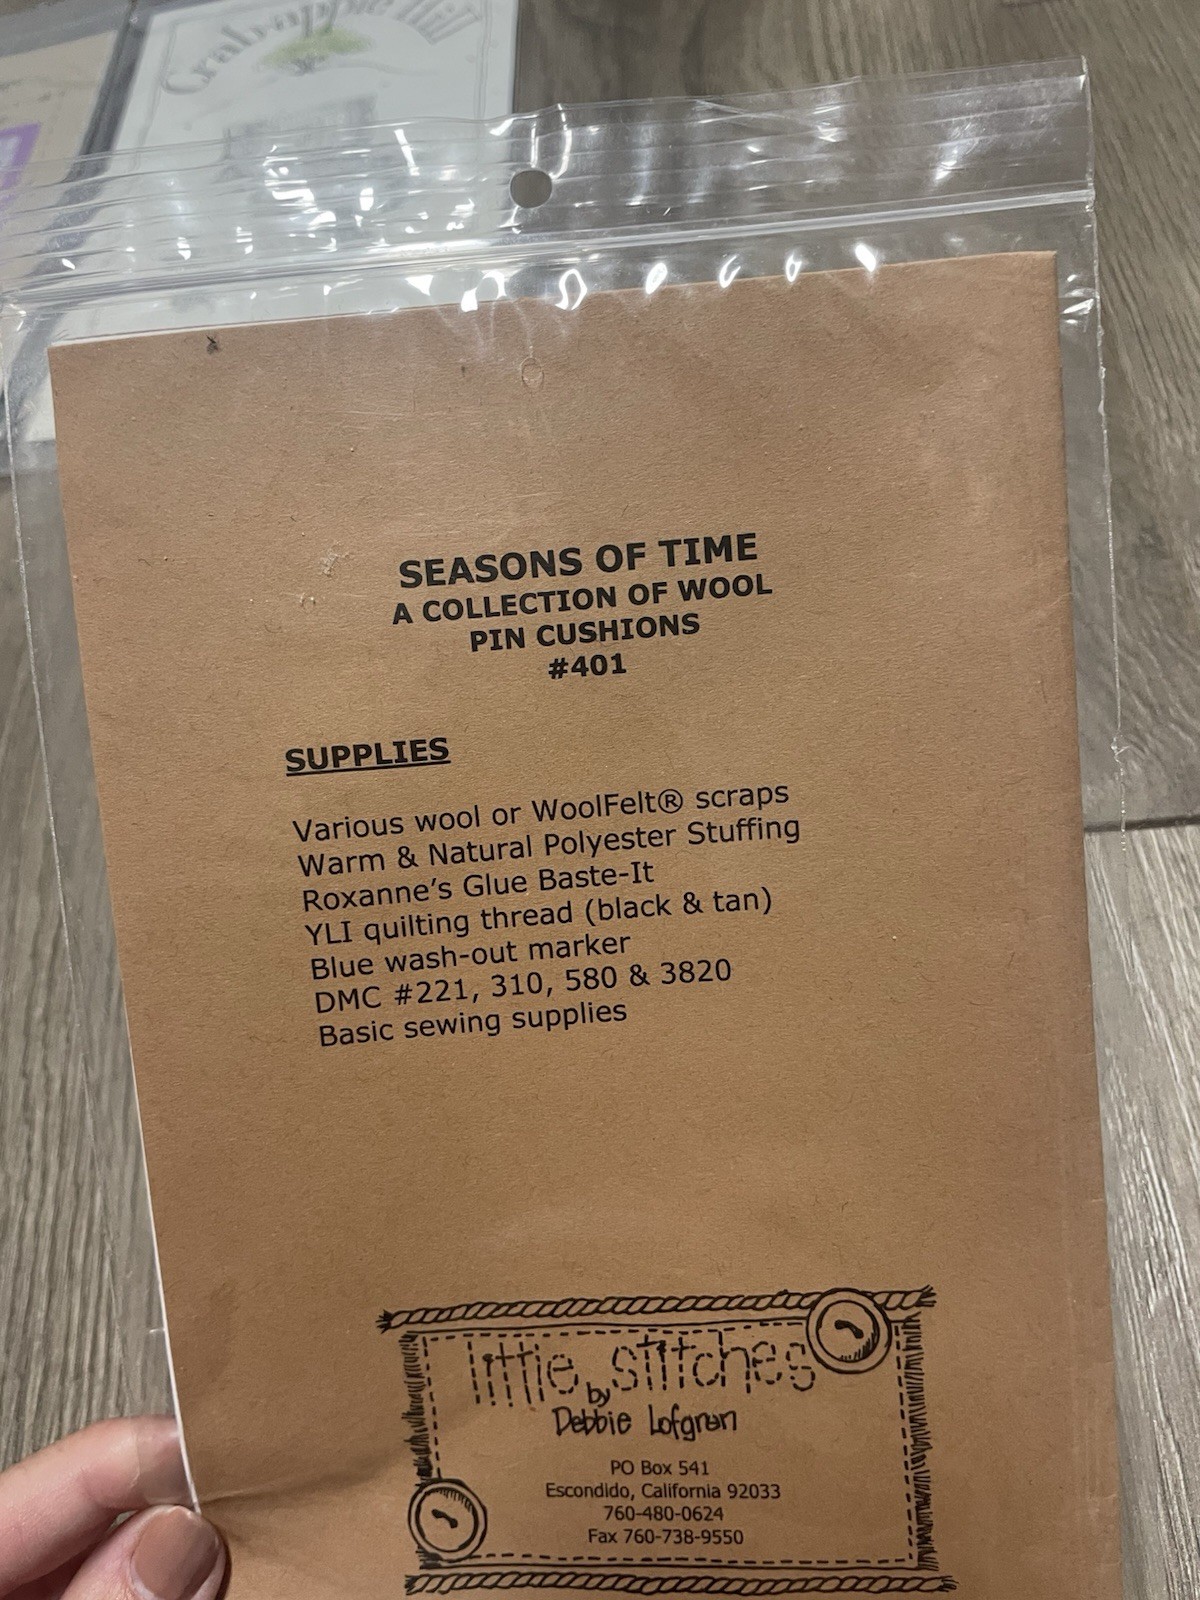 Crabapple Hill
SEASONS OF TIME
A COLLECTION OF WOOL
PIN CUSHIONS
#401
SUPPLIES
Various wool or WoolFelt® scraps
Warm & Natural Polyester Stuffing
Roxanne's Glue Baste-It
YLI quilting thread (black & tan)
Blue wash-out marker
DMC #221, 310, 580 & 3820
Basic sewing supplies
little stitches
by
Debbie Lofgren
PO Box 541
Escondido, California 92033
760-480-0624
Fax 760-738-9550